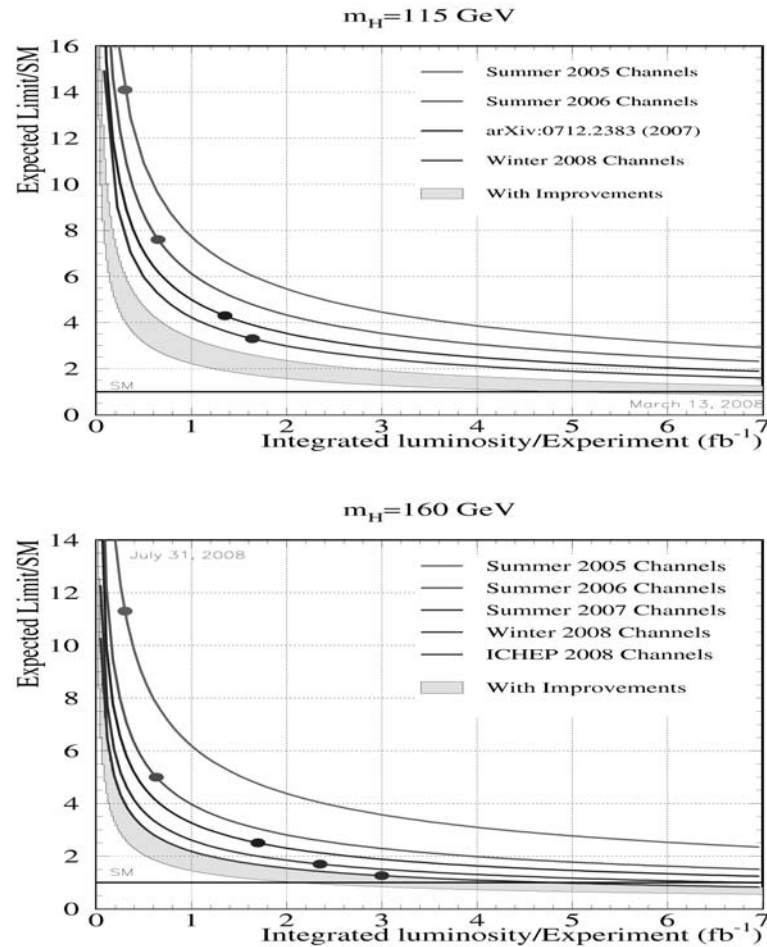 m_H=115 GeV
Expected Limit/SM
16
14
12
10
8
6
4
2
0
Summer 2005 Channels
Summer 2006 Channels
arXiv:0712.2383 (2007)
Winter 2008 Channels
With Improvements
SM
March 13, 2008
0 1 2 3 4 5 6 7
Integrated luminosity/Experiment (fb⁻¹)
m_H=160 GeV
Expected Limit/SM
14
12
10
8
6
4
2
0
July 31, 2008
Summer 2005 Channels
Summer 2006 Channels
Summer 2007 Channels
Winter 2008 Channels
ICHEP 2008 Channels
With Improvements
SM
0 1 2 3 4 5 6 7
Integrated luminosity/Experiment (fb⁻¹)